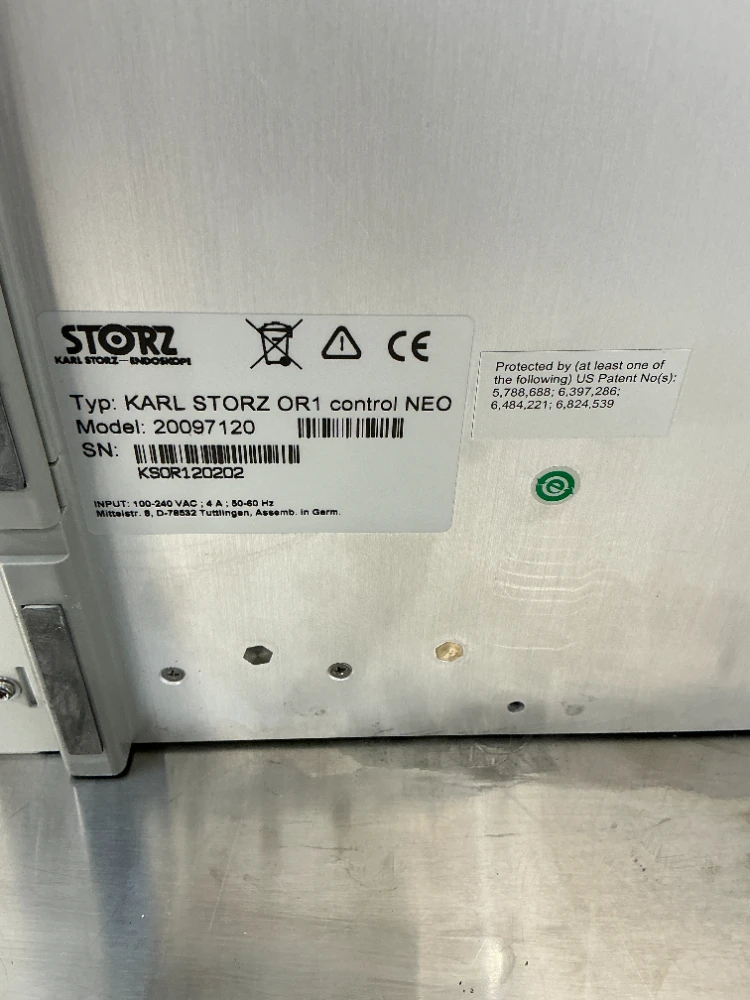 STORZ
KARL STORZ—ENDOSKOPE
CE
Typ: KARL STORZ OR1 control NEO
Model: 20097120
SN:
KSOR120202
INPUT: 100-240 VAC ; 4 A ; 50-60 Hz
Mittelstr. 8, D-78532 Tuttlingen, Assemb. in Germ.
Protected by (at least one of
the following) US Patent No(s):
5,788,688; 6,397,286;
6,484,221; 6,824,539